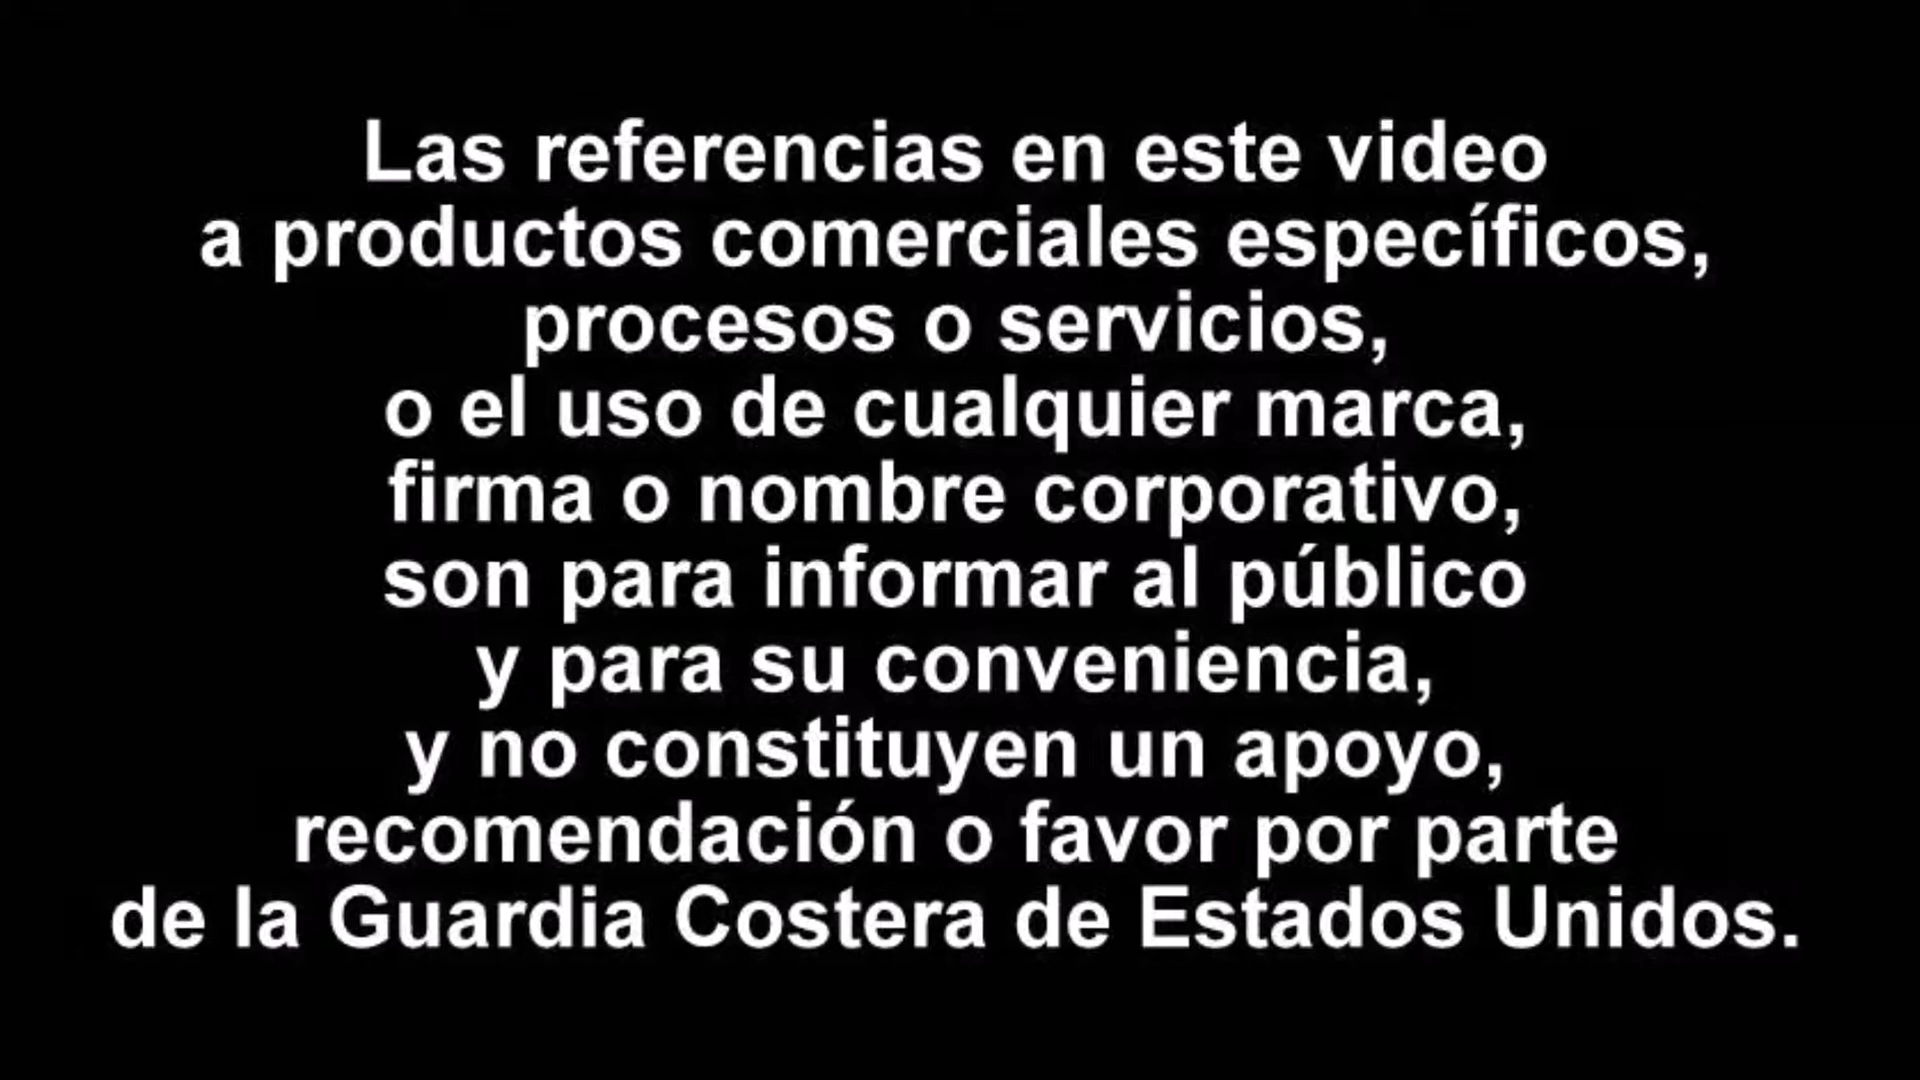 Las referencias en este video
a productos comerciales específicos,
procesos o servicios,
o el uso de cualquier marca,
firma o nombre corporativo,
son para informar al público
y para su conveniencia,
y no constituyen un apoyo,
recomendación o favor por parte
de la Guardia Costera de Estados Unidos.